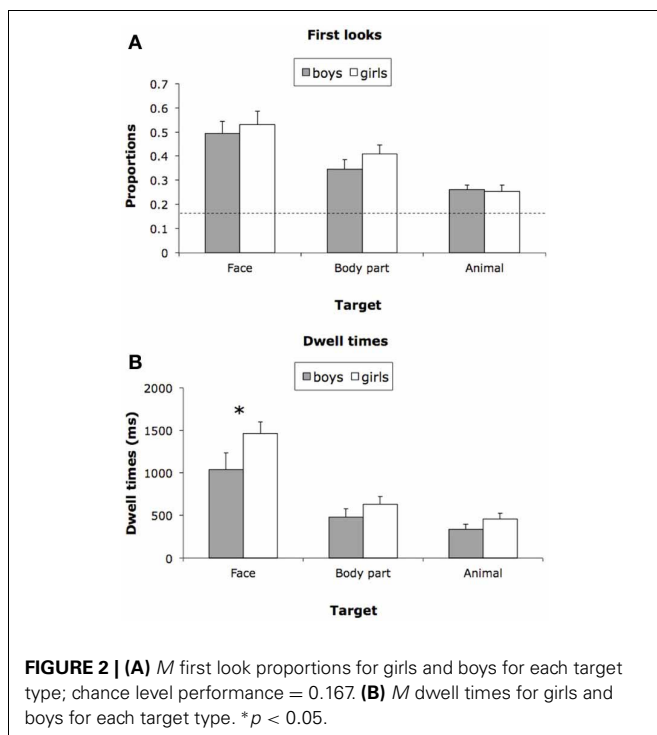 A
First looks
boys girls
0.7
0.6
0.5
0.4
0.3
0.2
0.1
0
Proportions
Face Body part Animal
Target
B
Dwell times
boys girls
2000
1500
1000
500
0
Dwell times (ms)
*
Face Body part Animal
Target
FIGURE 2 | (A) M first look proportions for girls and boys for each target
type; chance level performance = 0.167. (B) M dwell times for girls and
boys for each target type. *p < 0.05.